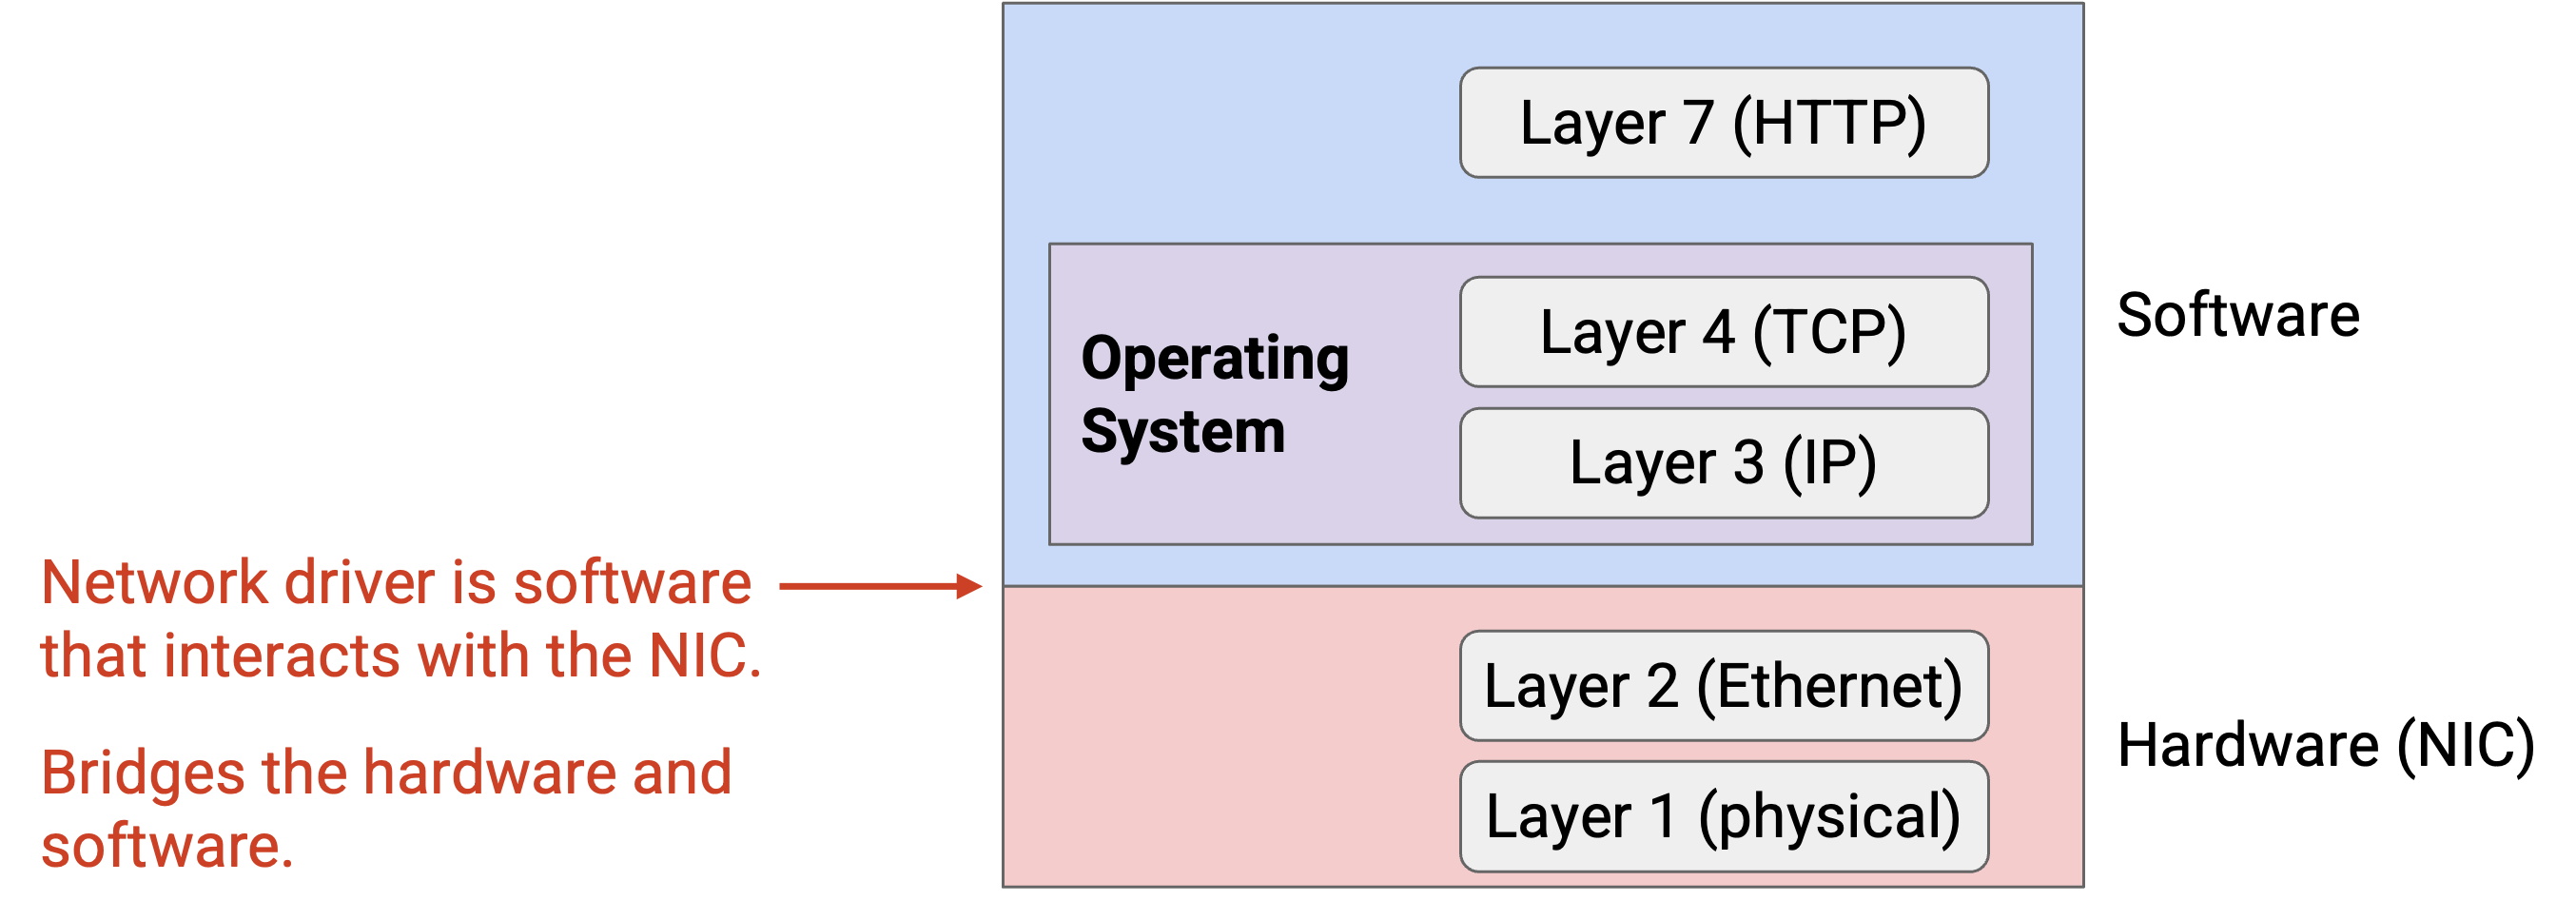 Layer 7 (HTTP)
Operating
System
Layer 4 (TCP)
Layer 3 (IP)
Software
Network driver is software
that interacts with the NIC.
Bridges the hardware and
software.
Layer 2 (Ethernet)
Layer 1 (physical)
Hardware (NIC)